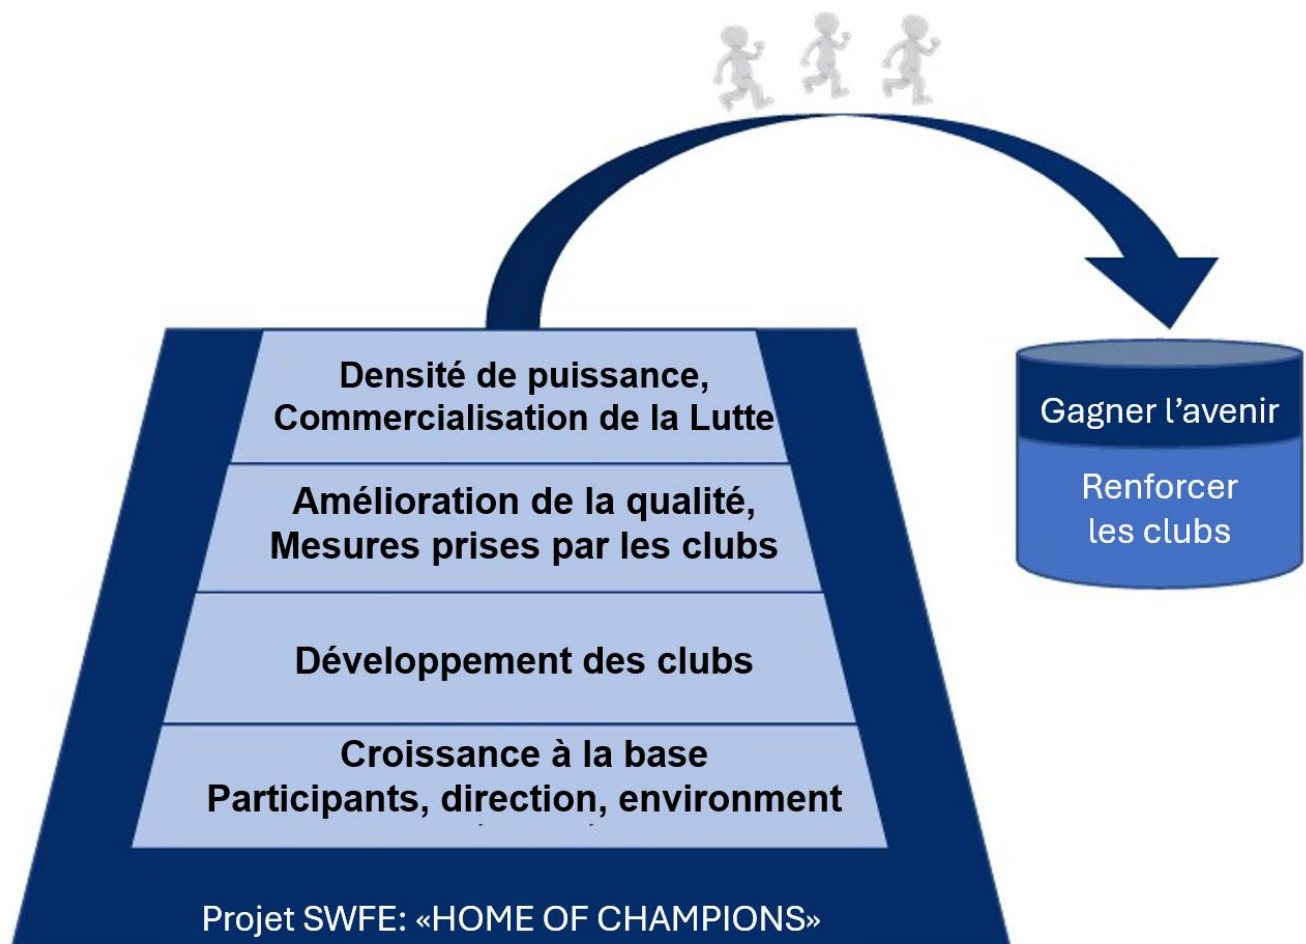 Densité de puissance,
Commercialisation de la Lutte
Gagner l'avenir
Renforcer
les clubs
Amélioration de la qualité,
Mesures prises par les clubs
Développement des clubs
Croissance à la base
Participants, direction, environment
Projet SWFE: «HOME OF CHAMPIONS»